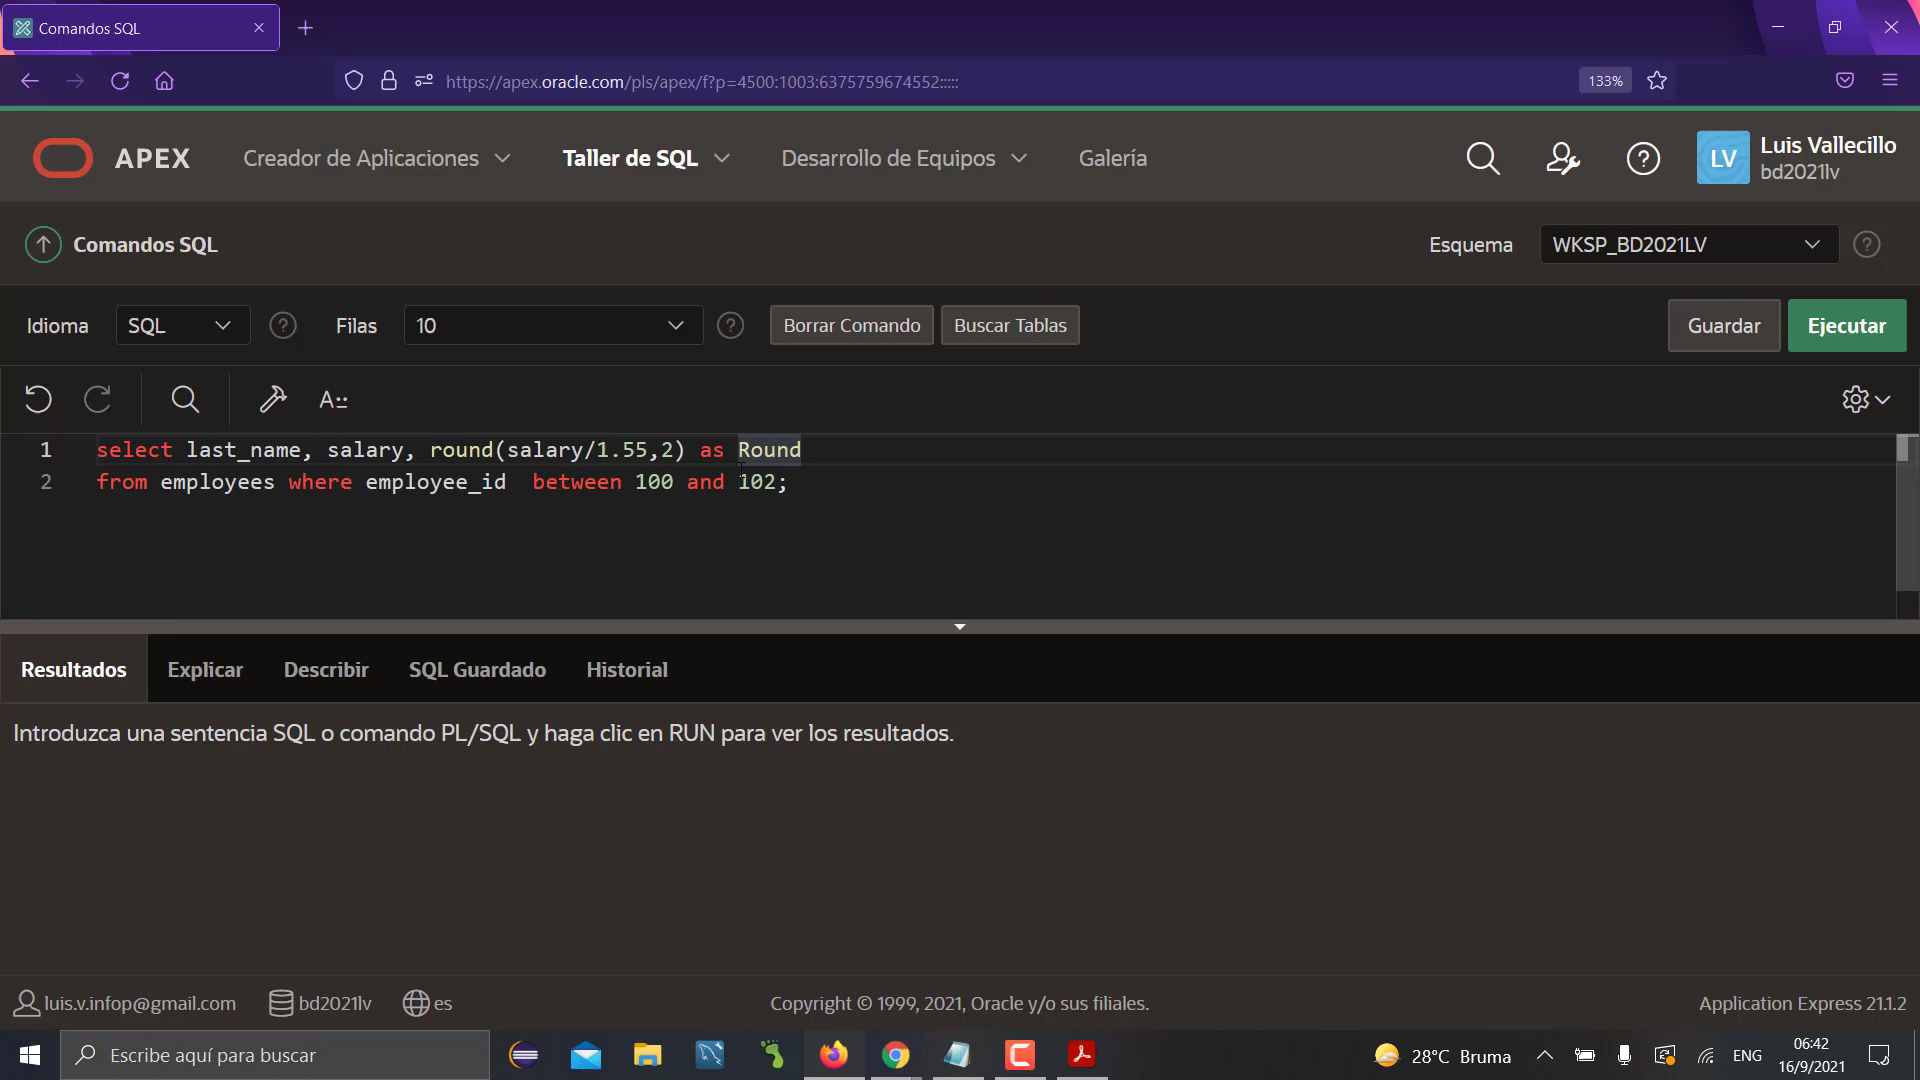 Comandos SQL
https://apex.oracle.com/pls/apex/f?p=4500:1003:6375759674552:::::
133%
APEX
Creador de Aplicaciones
Taller de SQL
Desarrollo de Equipos
Galería
LV
Luis Vallecillo
bd2021lv
Comandos SQL
Esquema
WKSP_BD2021LV
Idioma
SQL
Filas
10
Borrar Comando
Buscar Tablas
Guardar
Ejecutar
A::
1 select last_name, salary, round(salary/1.55,2) as Round
2 from employees where employee_id  between 100 and 102;
Resultados
Explicar
Describir
SQL Guardado
Historial
Introduzca una sentencia SQL o comando PL/SQL y haga clic en RUN para ver los resultados.
luis.v.infop@gmail.com
bd2021lv
es
Copyright © 1999, 2021, Oracle y/o sus filiales.
Application Express 21.1.2
Escribe aquí para buscar
28°C Bruma
ENG
06:42
16/9/2021